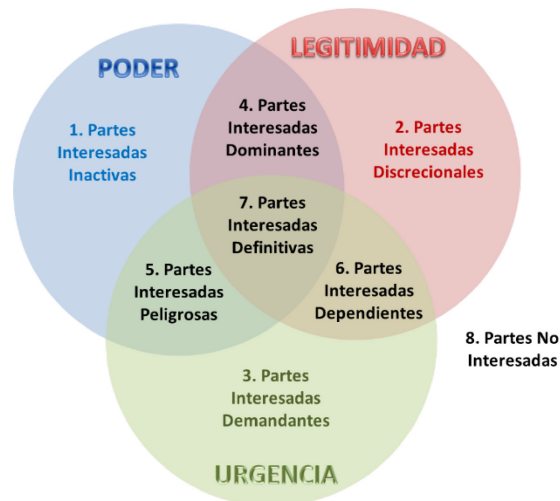 PODER
LEGITIMIDAD
1. Partes
Interesadas
Inactivas
4. Partes
Interesadas
Dominantes
2. Partes
Interesadas
Discrecionales
7. Partes
Interesadas
Definitivas
5. Partes
Interesadas
Peligrosas
6. Partes
Interesadas
Dependientes
8. Partes No
Interesadas
3. Partes
Interesadas
Demandantes
URGENCIA